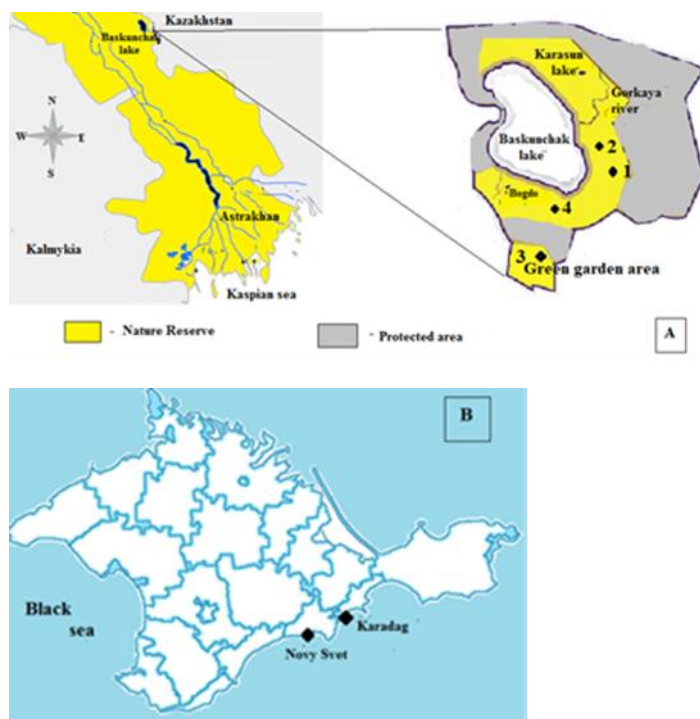 Kazakhstan
Baskunchak
lake
N
W
E
S
Astrakhan
Kalmykia
Kaspian sea
Karasun
lake
Gorkaya
river
Baskunchak
lake
2
1
Bogdo
4
3
Green garden area
- Nature Reserve
- Protected area
A
B
Black
sea
Karadag
Novy Svet